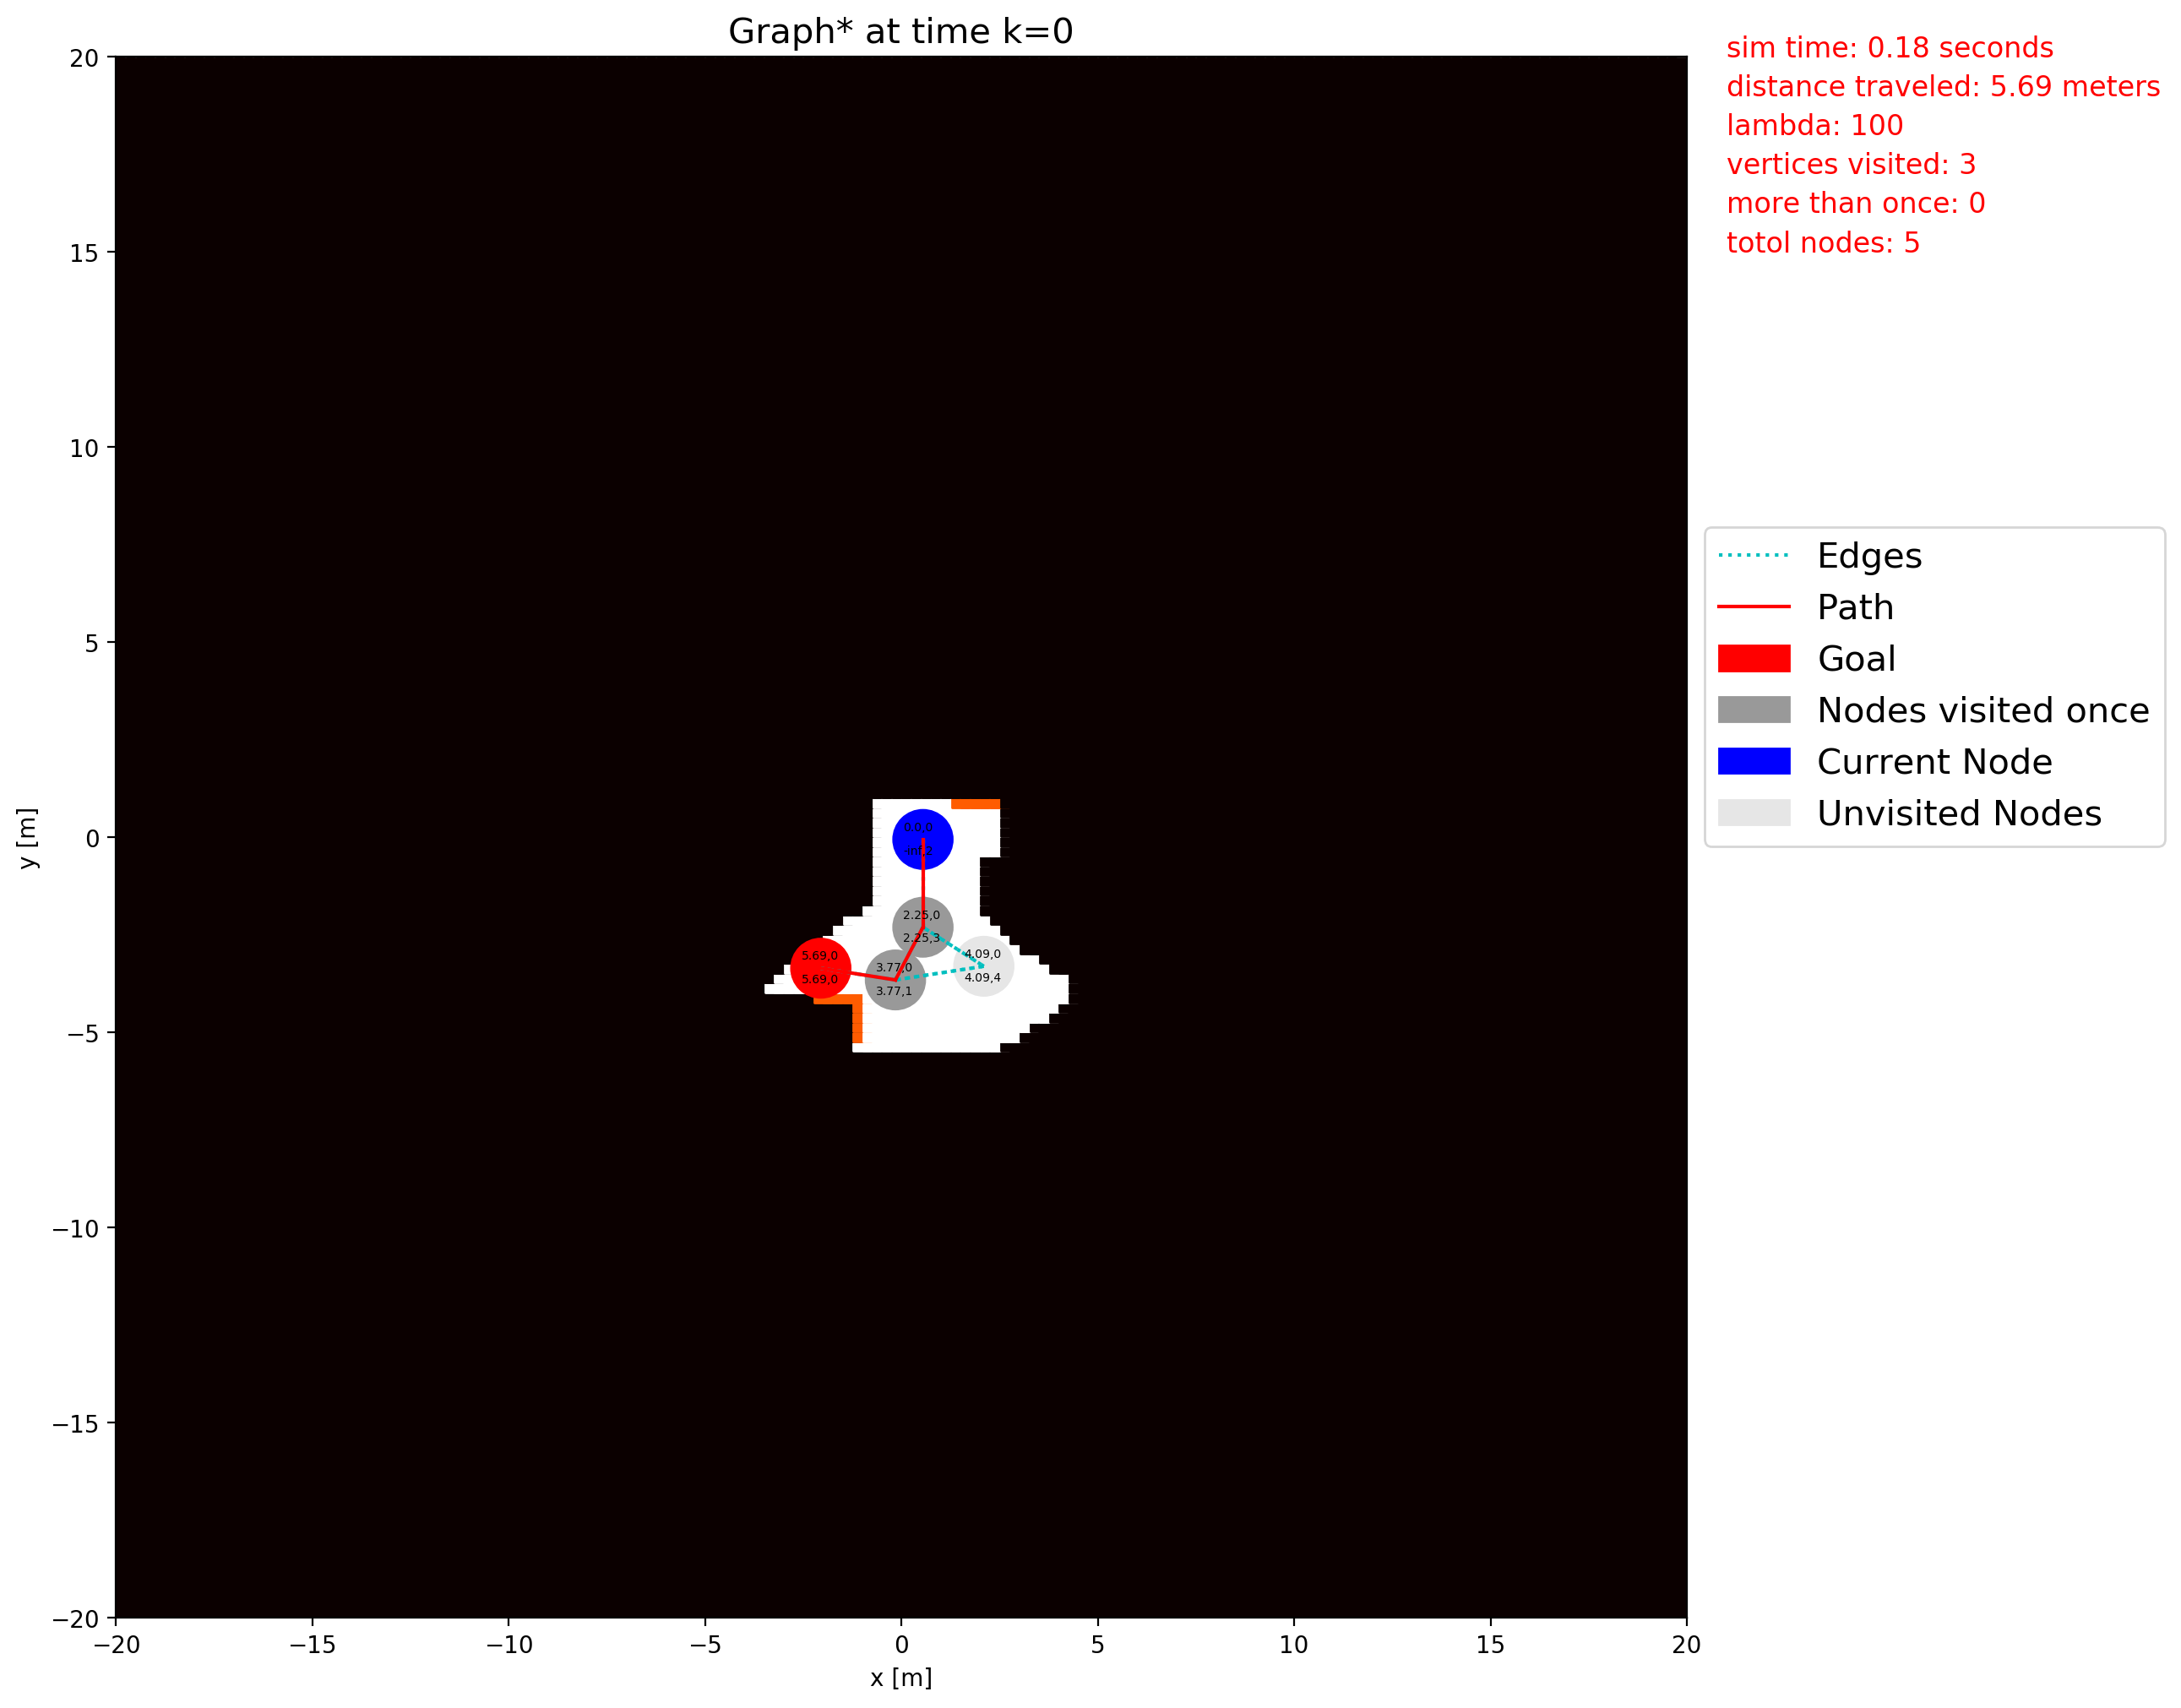 Graph* at time k=0
sim time: 0.18 seconds
distance traveled: 5.69 meters
lambda: 100
vertices visited: 3
more than once: 0
totol nodes: 5
20
15
10
5
0
−5
−10
−15
−20
y [m]
0.0,0
2.25,0
2.25,3
4.09,0
4.09,4
5.69,0
5.69,0
3.77,0
3.77,1
Edges
Path
Goal
Nodes visited once
Current Node
Unvisited Nodes
−20 −15 −10 −5 0 5 10 15 20
x [m]